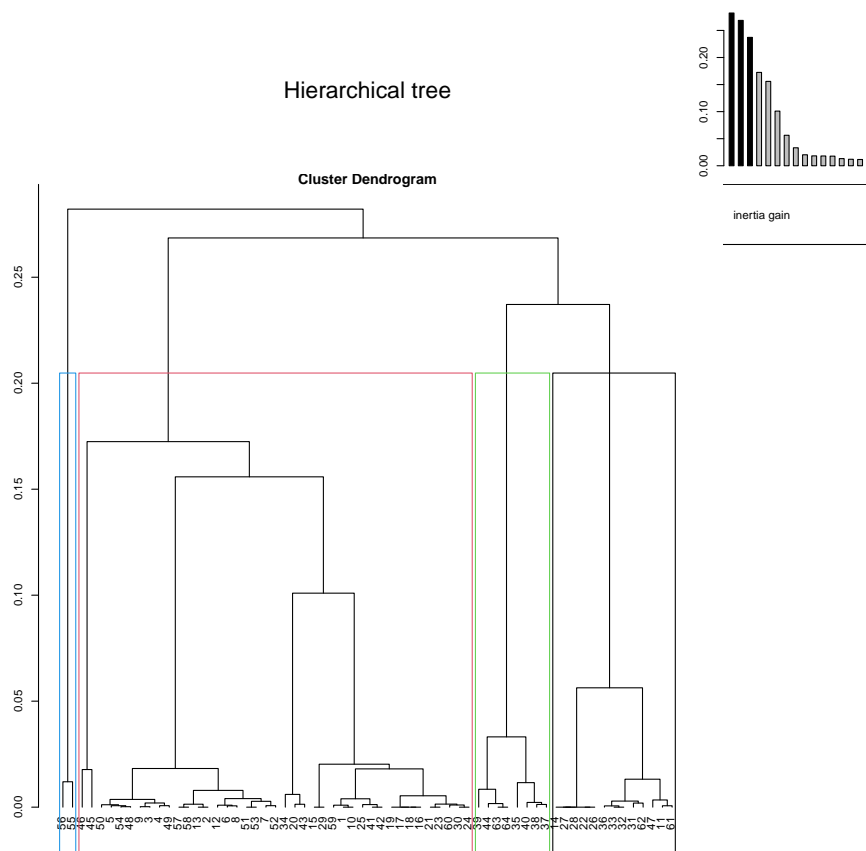 Hierarchical tree
0.00 0.10 0.20
inertia gain
Cluster Dendrogram
0.00 0.05 0.10 0.15 0.20 0.25
56 55 46 45 50 5 54 48 9 3 4 49 57 58 13 2 12 6 8 51 53 7 52 34 20 43 15 29 59 1 10 25 41 42 19 17 18 16 21 23 60 30 24 39 44 63 64 35 40 38 37 14 27 28 22 26 36 33 32 31 62 47 11 61